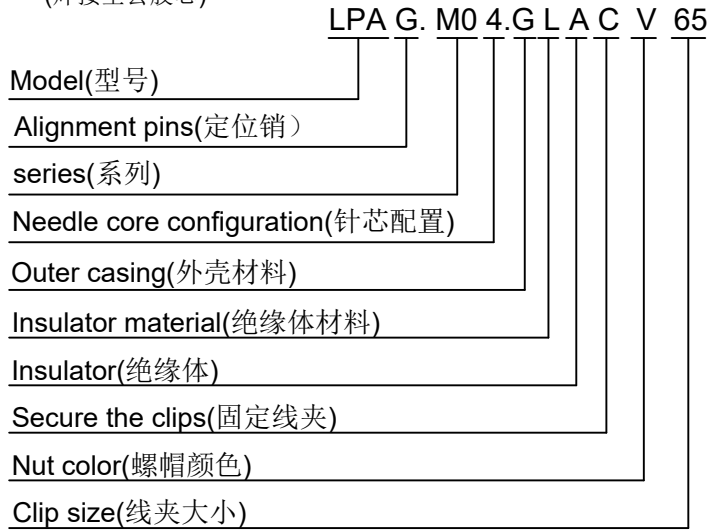 LPA G. M0 4.G L A C V 65
Model(型号)
Alignment pins(定位销）
series(系列)
Needle core configuration(针芯配置)
Outer casing(外壳材料)
Insulator material(绝缘体材料)
Insulator(绝缘体)
Secure the clips(固定线夹)
Nut color(螺帽颜色)
Clip size(线夹大小)